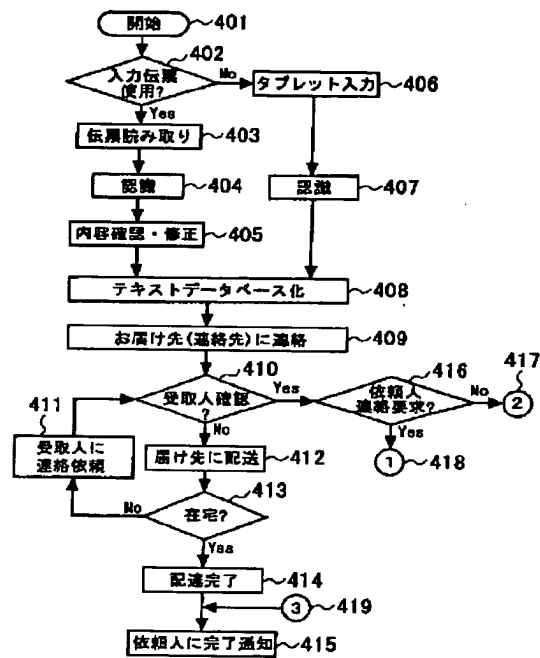 開始
401
402
入力伝票
使用?
No
タブレット入力
406
Yes
伝票読み取り
403
認識
404
認識
407
内容確認・修正
405
テキストデータベース化
408
お届け先(連絡先)に連絡
409
410
受取人確認
?
Yes
416
依頼人
連絡要求?
No
417
2
Yes
1
418
411
受取人に
連絡依頼
No
届け先に配送
412
413
在宅?
No
Yes
配達完了
414
3
419
依頼人に完了通知
415